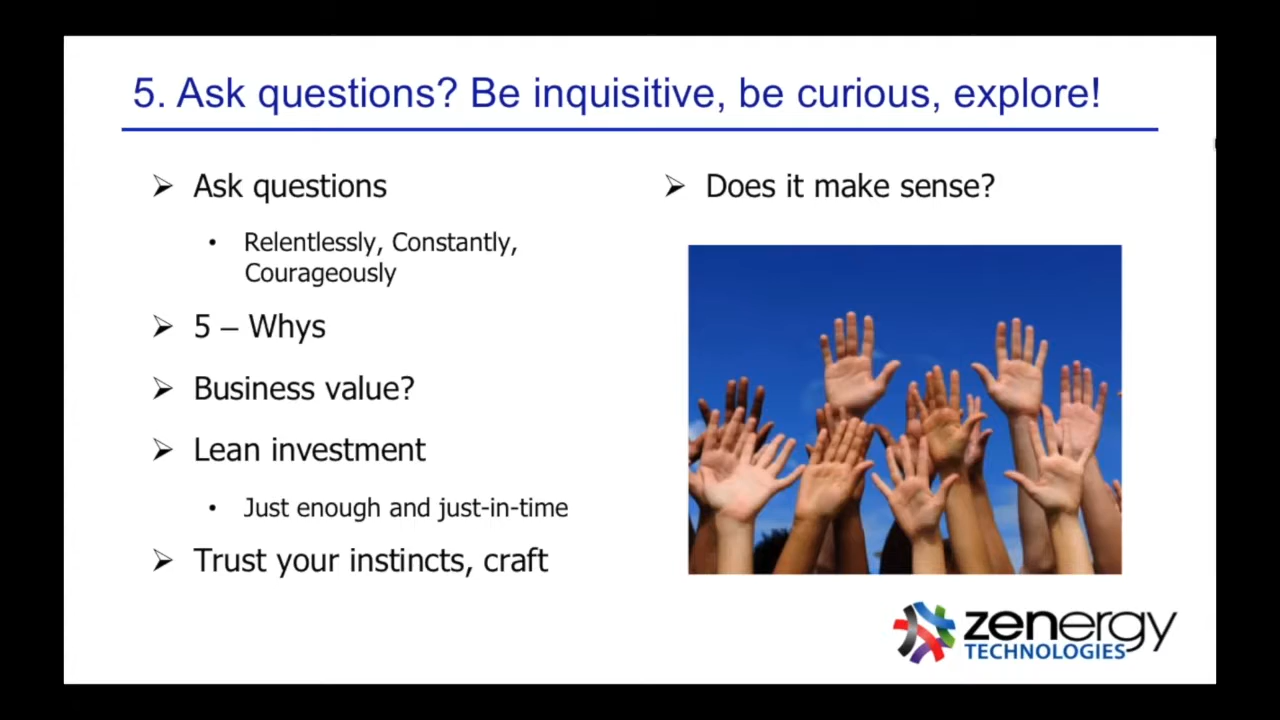 5. Ask questions? Be inquisitive, be curious, explore!
➢ Ask questions
• Relentlessly, Constantly,
Courageously
➢ 5 – Whys
➢ Business value?
➢ Lean investment
• Just enough and just-in-time
➢ Trust your instincts, craft
➢ Does it make sense?
zenergy
TECHNOLOGIES